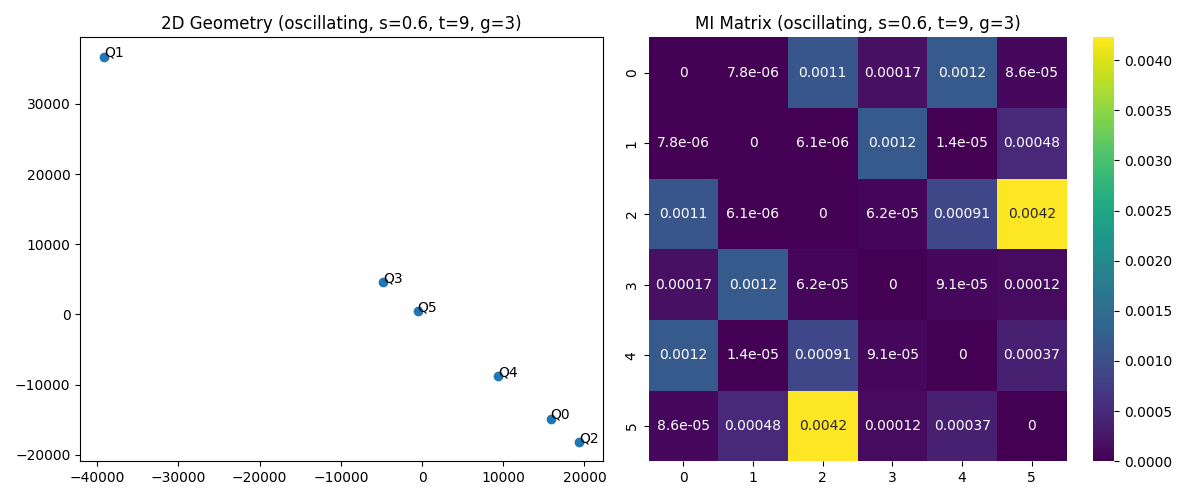 2D Geometry (oscillating, s=0.6, t=9, g=3)
Q1
Q3
Q5
Q4
Q0
Q2
30000
20000
10000
0
−10000
−20000
−40000 −30000 −20000 −10000 0 10000 20000
MI Matrix (oscillating, s=0.6, t=9, g=3)
0 0 7.8e-06 0.0011 0.00017 0.0012 8.6e-05
1 7.8e-06 0 6.1e-06 0.0012 1.4e-05 0.00048
2 0.0011 6.1e-06 0 6.2e-05 0.00091 0.0042
3 0.00017 0.0012 6.2e-05 0 9.1e-05 0.00012
4 0.0012 1.4e-05 0.00091 9.1e-05 0 0.00037
5 8.6e-05 0.00048 0.0042 0.00012 0.00037 0
0 1 2 3 4 5
0.0040
0.0035
0.0030
0.0025
0.0020
0.0015
0.0010
0.0005
0.0000